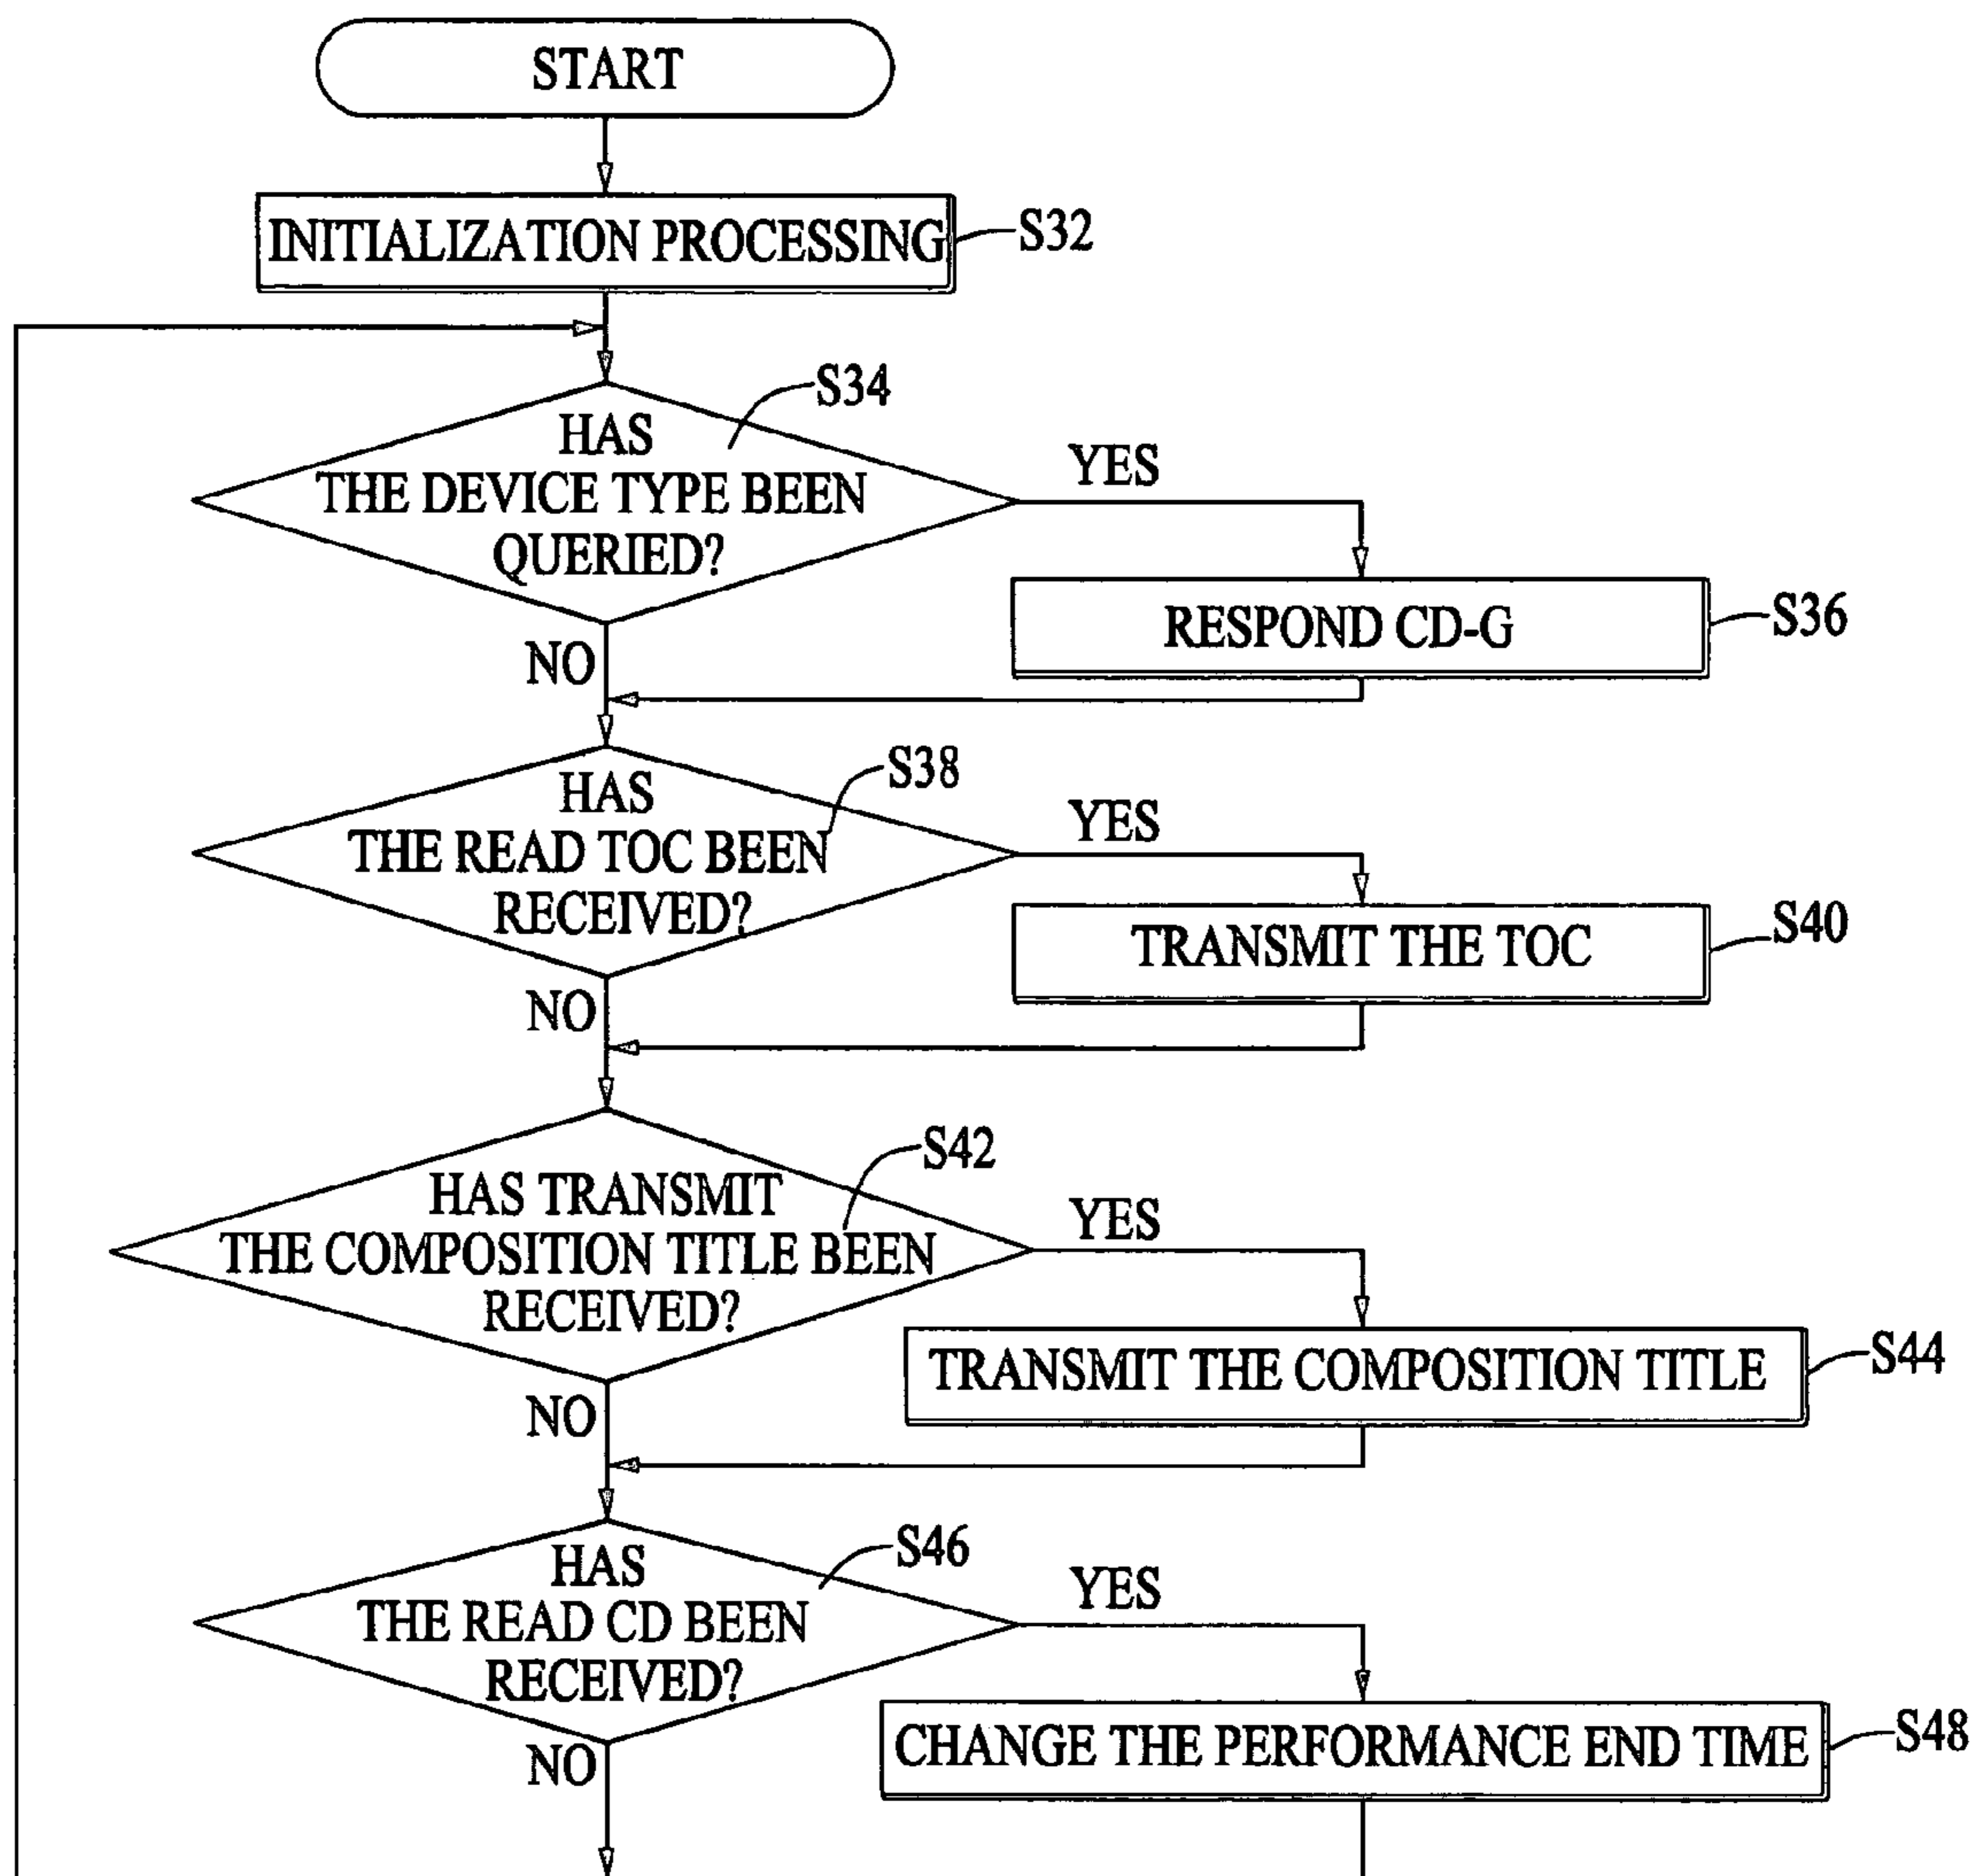 START
INITIALIZATION PROCESSING
S32
S34
HAS
THE DEVICE TYPE BEEN
QUERIED?
YES
RESPOND CD-G
S36
NO
S38
HAS
THE READ TOC BEEN
RECEIVED?
YES
TRANSMIT THE TOC
S40
NO
S42
HAS TRANSMIT
THE COMPOSITION TITLE BEEN
RECEIVED?
YES
TRANSMIT THE COMPOSITION TITLE
S44
NO
S46
HAS
THE READ CD BEEN
RECEIVED?
YES
CHANGE THE PERFORMANCE END TIME
S48
NO